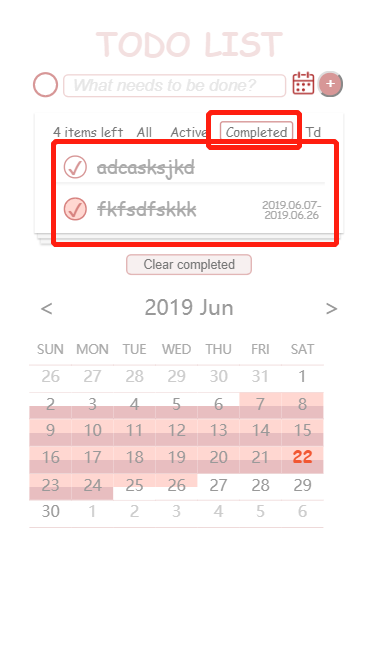 TODO LIST
What needs to be done? +
4 items left All Active Completed Td
adcasksjkd
fkfsdfskkk 2019.06.07-
2019.06.26
Clear completed
< 2019 Jun >
SUN MON TUE WED THU FRI SAT
26 27 28 29 30 31 1
2 3 4 5 6 7 8
9 10 11 12 13 14 15
16 17 18 19 20 21 22
23 24 25 26 27 28 29
30 1 2 3 4 5 6